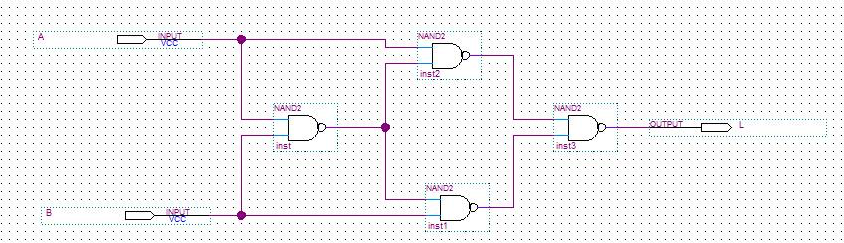 A
INPUT
VCC
NAND2
inst2
NAND2
inst
NAND2
inst3
OUTPUT
L
NAND2
inst1
B
INPUT
VCC